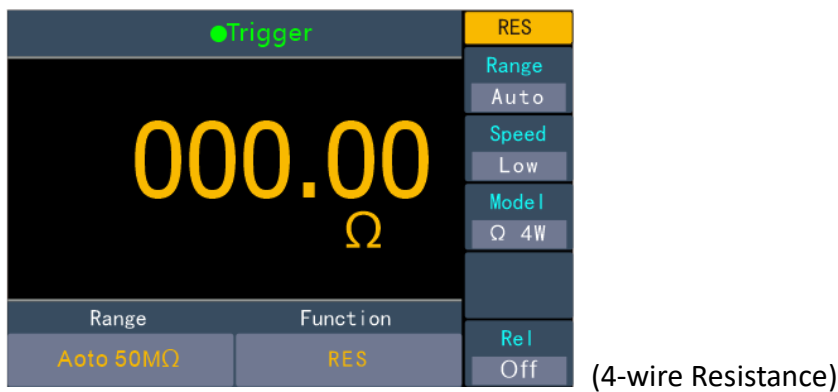 ●Trigger
000.00
Ω
Range
Function
Aoto 50MΩ
RES
RES
Range
Auto
Speed
Low
Model
Ω 4W
Rel
Off
(4-wire Resistance)